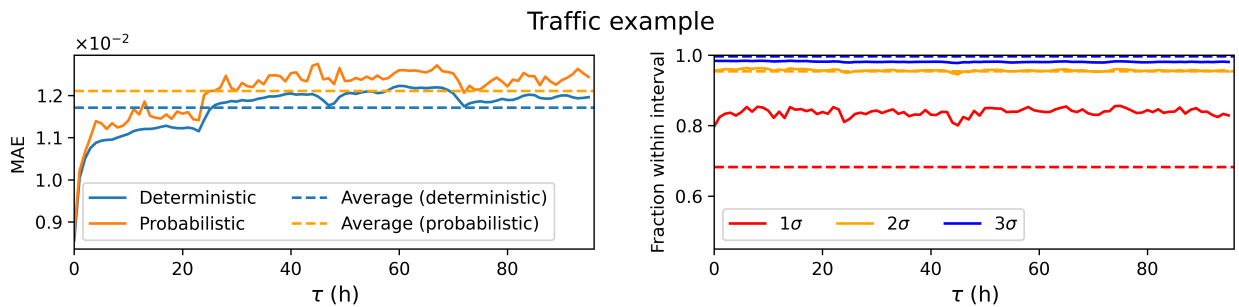 Traffic example
×10⁻²
MAE
1.2
1.1
1.0
0.9
0 20 40 60 80
τ (h)
Deterministic
Probabilistic
Average (deterministic)
Average (probabilistic)
Fraction within interval
1.0
0.8
0.6
0 20 40 60 80
τ (h)
1σ 2σ 3σ